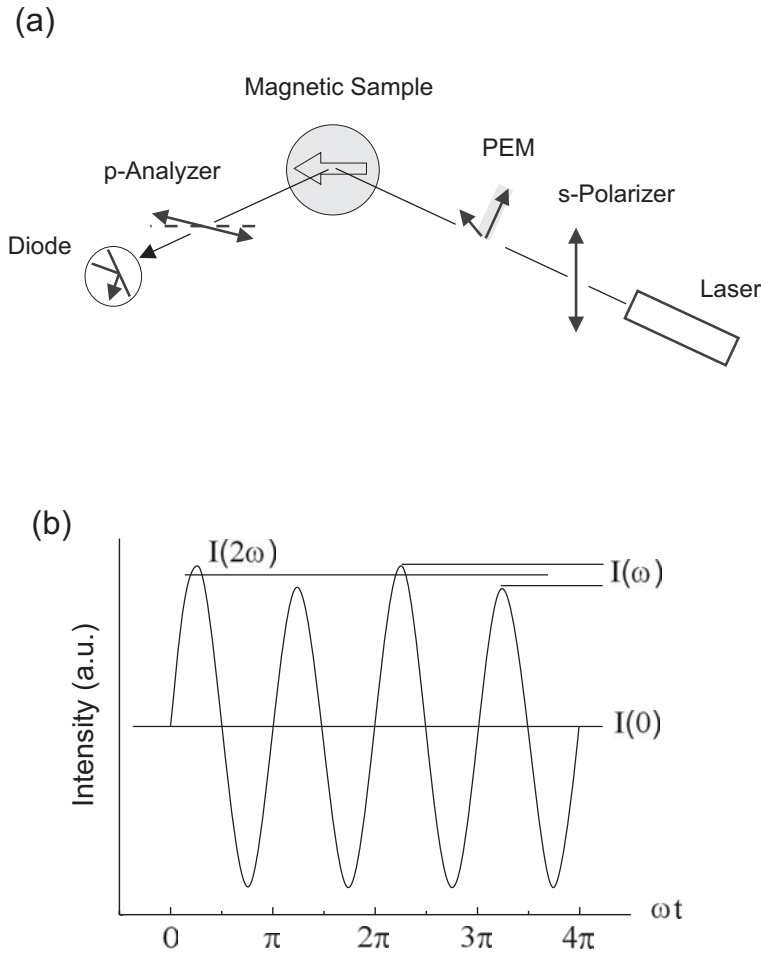 (a)
Magnetic Sample
PEM
p-Analyzer
s-Polarizer
Diode
Laser
(b)
I(2ω)
I(ω)
I(0)
Intensity (a.u.)
ωt
0 π 2π 3π 4π